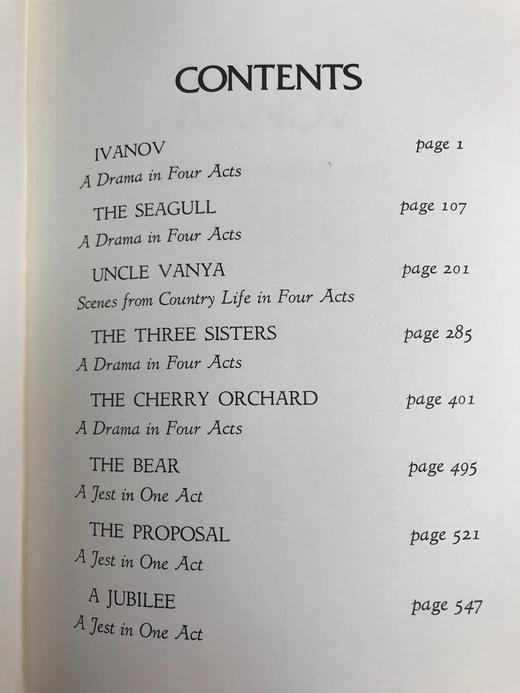 CONTENTS
IVANOV page 1
A Drama in Four Acts
THE SEAGULL page 107
A Drama in Four Acts
UNCLE VANYA page 201
Scenes from Country Life in Four Acts
THE THREE SISTERS page 285
A Drama in Four Acts
THE CHERRY ORCHARD page 401
A Drama in Four Acts
THE BEAR page 495
A Jest in One Act
THE PROPOSAL page 521
A Jest in One Act
A JUBILEE page 547
A Jest in One Act